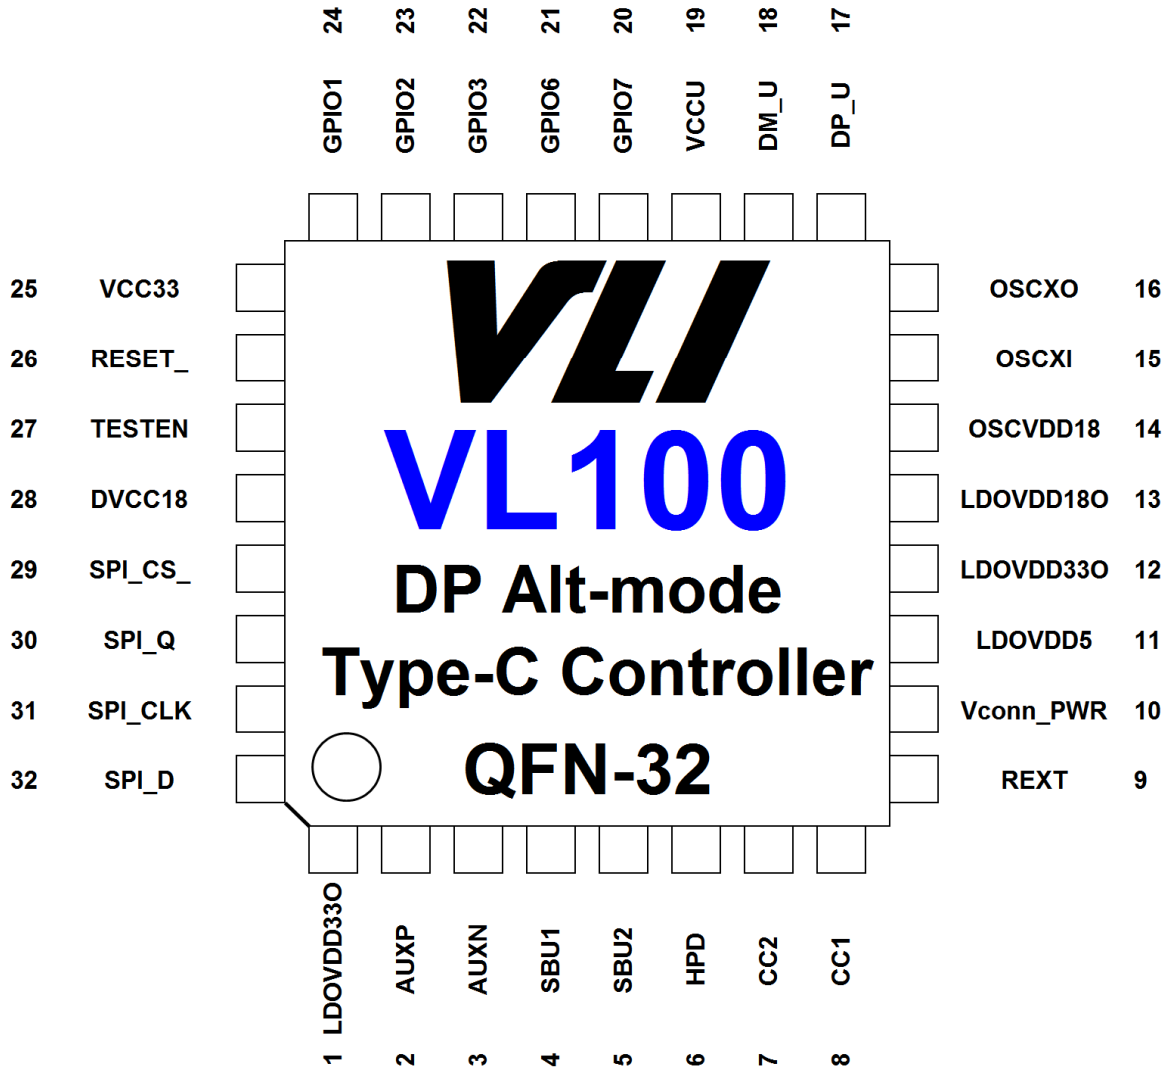 24 23 22 21 20 19 18 17
GPIO1 GPIO2 GPIO3 GPIO6 GPIO7 VCCU DM_U DP_U
25 VCC33
26 RESET_
27 TESTEN
28 DVCC18
29 SPI_CS_
30 SPI_Q
31 SPI_CLK
32 SPI_D
VLI
VL100
DP Alt-mode
Type-C Controller
QFN-32
OSCXO 16
OSCXI 15
OSCVDD18 14
LDOVDD18O 13
LDOVDD33O 12
LDOVDD5 11
Vconn_PWR 10
REXT 9
LDOVDD33O AUXP AUXN SBU1 SBU2 HPD CC2 CC1
1 2 3 4 5 6 7 8